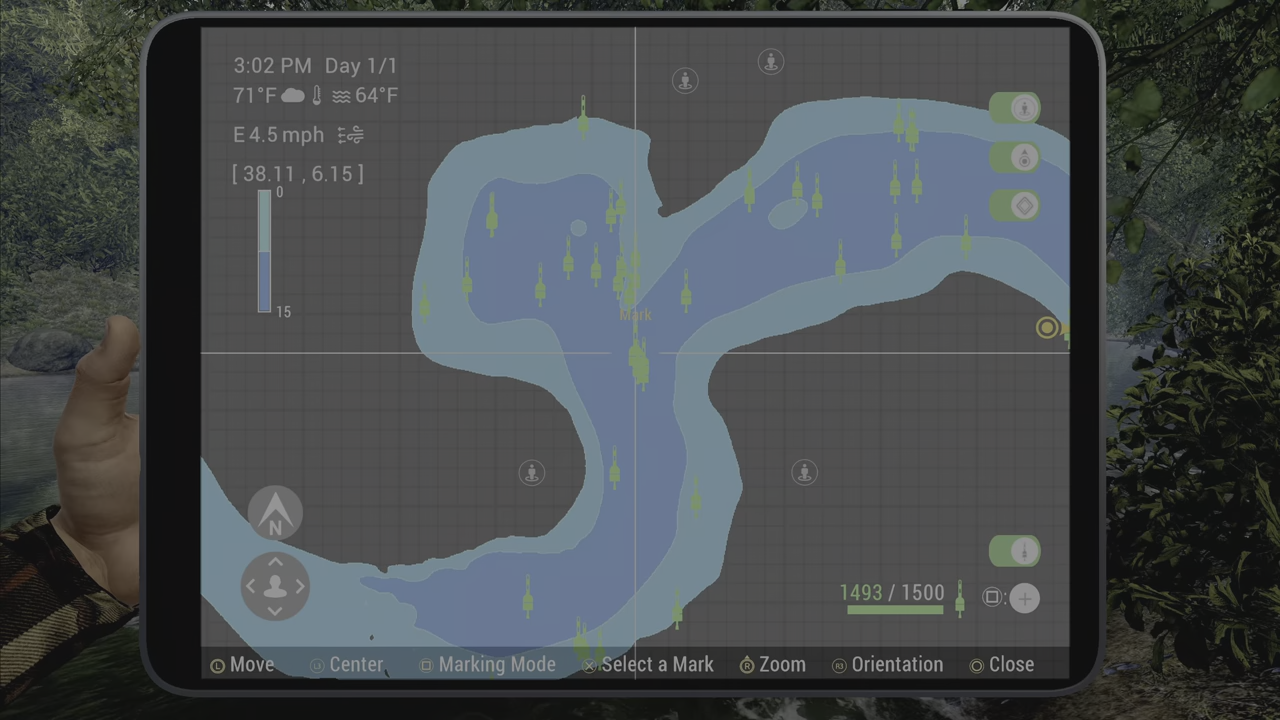 3:02 PM Day 1/1
71°F 64°F
E 4.5 mph
[ 38.11 , 6.15 ]
0
15
Mark
N
1493 / 1500
L Move
Center
Marking Mode
Select a Mark
R Zoom
R3 Orientation
Close